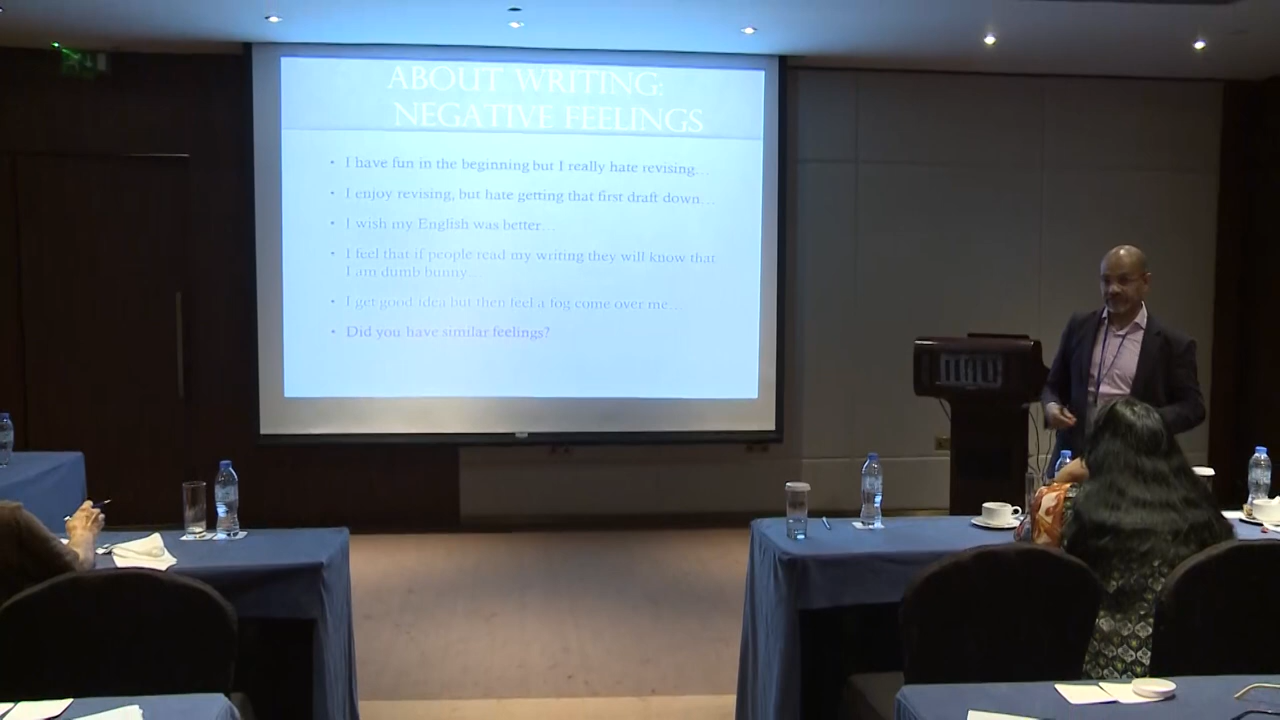 ABOUT WRITING:
NEGATIVE FEELINGS
• I have fun in the beginning but I really hate revising...
• I enjoy revising, but hate getting that first draft down...
• I wish my English was better...
• I feel that if people read my writing they will know that
I am dumb bunny...
• I get good idea but then feel a fog come over me...
• Did you have similar feelings?